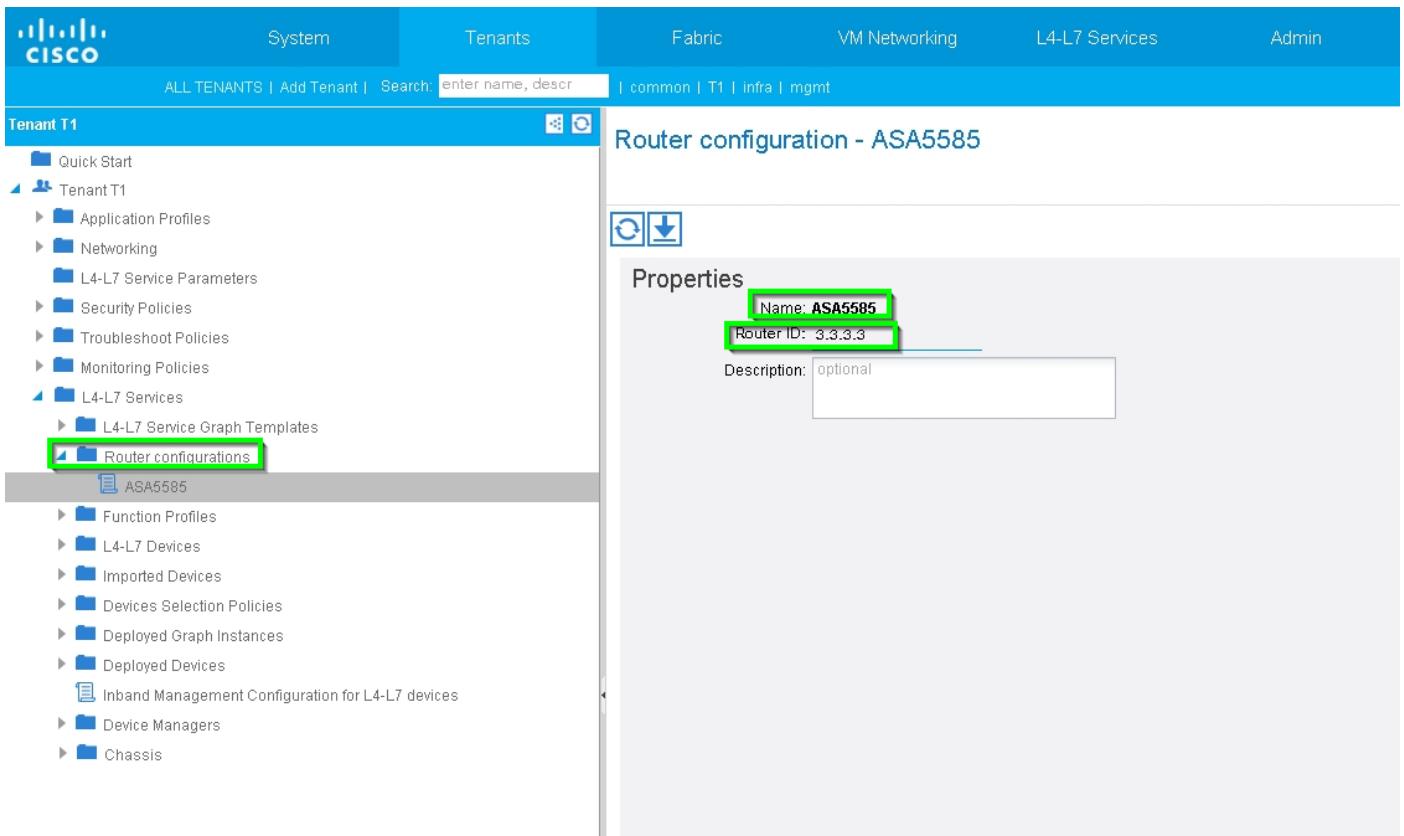 CISCO
System Tenants Fabric VM Networking L4-L7 Services Admin
ALL TENANTS | Add Tenant | Search: enter name, descr | common | T1 | infra | mgmt
Tenant T1
Quick Start
Tenant T1
Application Profiles
Networking
L4-L7 Service Parameters
Security Policies
Troubleshoot Policies
Monitoring Policies
L4-L7 Services
L4-L7 Service Graph Templates
Router configurations
ASA5585
Function Profiles
L4-L7 Devices
Imported Devices
Devices Selection Policies
Deployed Graph Instances
Deployed Devices
Inband Management Configuration for L4-L7 devices
Device Managers
Chassis
Router configuration - ASA5585
Properties
Name: ASA5585
Router ID: 3.3.3.3
Description: optional